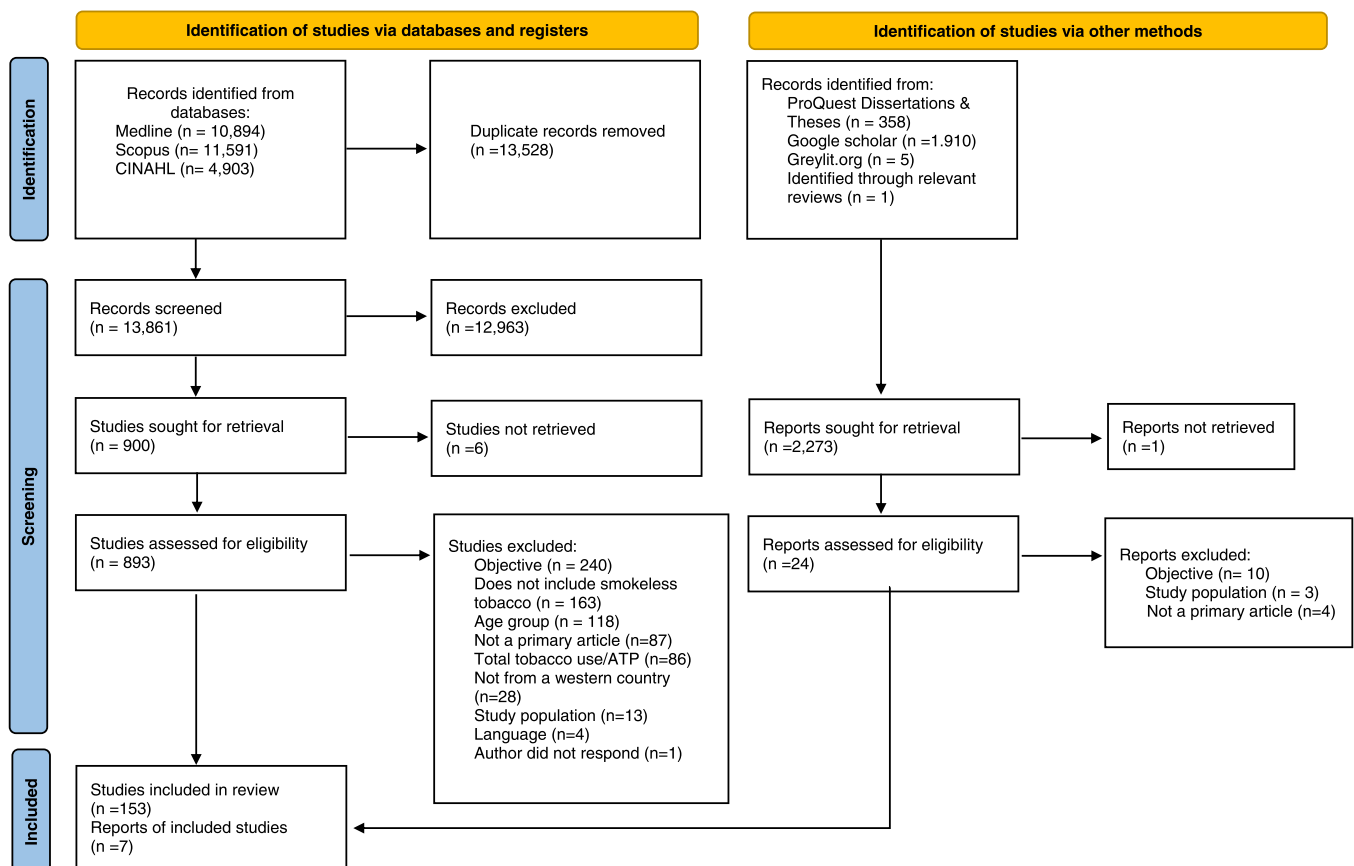 Identification of studies via databases and registers
Identification of studies via other methods
Identification
Records identified from
databases:
Medline (n = 10,894)
Scopus (n= 11,591)
CINAHL (n= 4,903)
Duplicate records removed
(n =13,528)
Records identified from:
ProQuest Dissertations &
Theses (n = 358)
Google scholar (n =1.910)
Greylit.org (n = 5)
Identified through relevant
reviews (n = 1)
Screening
Records screened
(n = 13,861)
Records excluded
(n =12,963)
Studies sought for retrieval
(n = 900)
Studies not retrieved
(n =6)
Reports sought for retrieval
(n =2,273)
Reports not retrieved
(n =1)
Studies assessed for eligibility
(n = 893)
Studies excluded:
Objective (n = 240)
Does not include smokeless
tobacco (n = 163)
Age group (n = 118)
Not a primary article (n=87)
Total tobacco use/ATP (n=86)
Not from a western country
(n=28)
Study population (n=13)
Language (n=4)
Author did not respond (n=1)
Reports assessed for eligibility
(n =24)
Reports excluded:
Objective (n= 10)
Study population (n = 3)
Not a primary article (n=4)
Included
Studies included in review
(n =153)
Reports of included studies
(n =7)